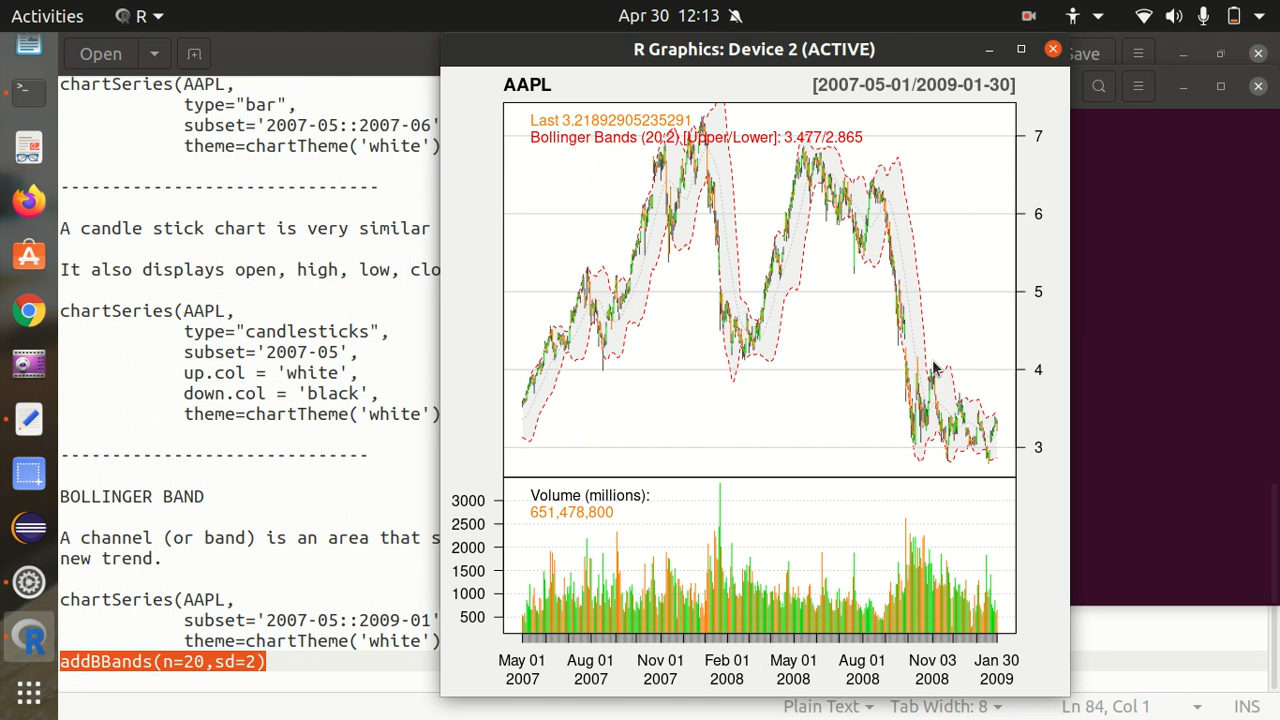 Activities
R
Apr 30 12:13
Open
Save
R Graphics: Device 2 (ACTIVE)
chartSeries(AAPL,
type="bar",
subset='2007-05::2007-06'
theme=chartTheme('white')
-------------------------------
A candle stick chart is very similar
It also displays open, high, low, clo
chartSeries(AAPL,
type="candlesticks",
subset='2007-05',
up.col = 'white',
down.col = 'black',
theme=chartTheme('white')
------------------------------
BOLLINGER BAND
A channel (or band) is an area that s
new trend.
chartSeries(AAPL,
subset='2007-05::2009-01'
theme=chartTheme('white')
addBBands(n=20,sd=2)
AAPL
[2007-05-01/2009-01-30]
Last 3.21892905235291
Bollinger Bands (20,2) [Upper/Lower]: 3.477/2.865
7
6
5
4
3
Volume (millions):
651,478,800
3000
2500
2000
1500
1000
500
May 01 Aug 01 Nov 01 Feb 01 May 01 Aug 01 Nov 03 Jan 30
2007 2007 2007 2008 2008 2008 2008 2009
Plain Text
Tab Width: 8
Ln 84, Col 1
INS